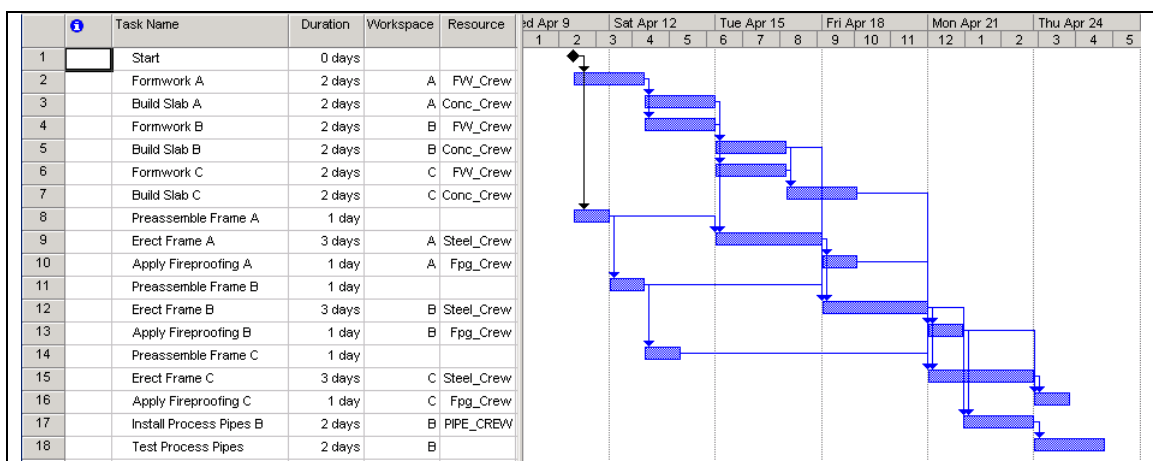 Task Name Duration Workspace Resource ed Apr 9 Sat Apr 12 Tue Apr 15 Fri Apr 18 Mon Apr 21 Thu Apr 24
1 2 3 4 5 6 7 8 9 10 11 12 1 2 3 4 5
1 Start 0 days
2 Formwork A 2 days A FW_Crew
3 Build Slab A 2 days A Conc_Crew
4 Formwork B 2 days B FW_Crew
5 Build Slab B 2 days B Conc_Crew
6 Formwork C 2 days C FW_Crew
7 Build Slab C 2 days C Conc_Crew
8 Preassemble Frame A 1 day
9 Erect Frame A 3 days A Steel_Crew
10 Apply Fireproofing A 1 day A Fpg_Crew
11 Preassemble Frame B 1 day
12 Erect Frame B 3 days B Steel_Crew
13 Apply Fireproofing B 1 day B Fpg_Crew
14 Preassemble Frame C 1 day
15 Erect Frame C 3 days C Steel_Crew
16 Apply Fireproofing C 1 day C Fpg_Crew
17 Install Process Pipes B 2 days B PIPE_CREW
18 Test Process Pipes 2 days B